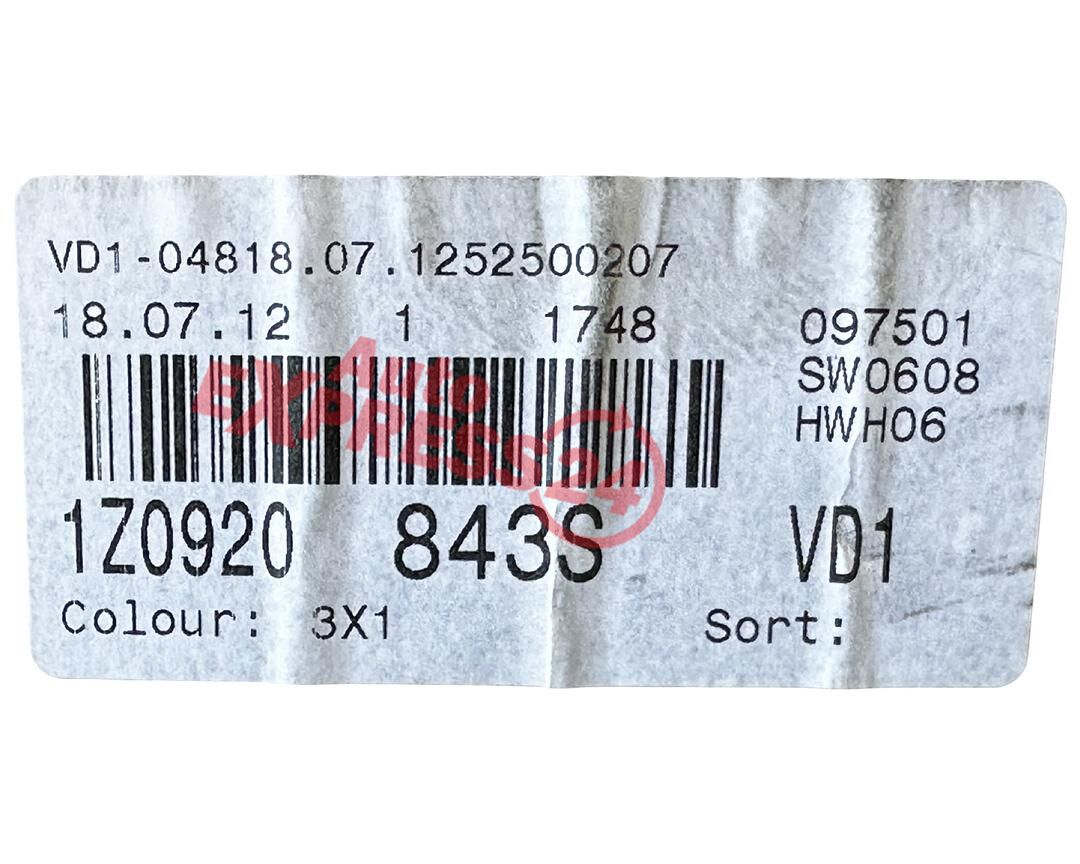 VD1-04818.07.1252500207
18.07.12 1 1748 097501
SW0608
HWH06
Auto
EXPRESS24
1Z0920 843S VD1
Colour: 3X1 Sort: